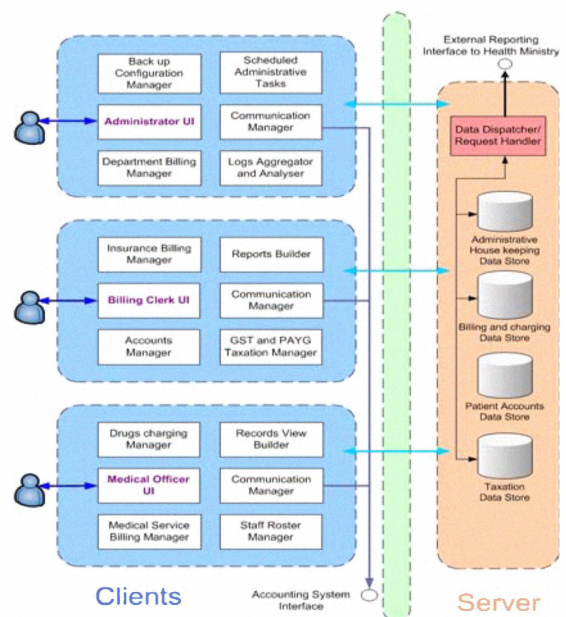 External Reporting
Interface to Health Ministry
Back up
Configuration
Manager
Scheduled
Administrative
Tasks
Administrator UI
Communication
Manager
Department Billing
Manager
Logs Aggregator
and Analyser
Data Dispatcher/
Request Handler
Administrative
House keeping
Data Store
Insurance Billing
Manager
Reports Builder
Billing Clerk UI
Communication
Manager
Accounts
Manager
GST and PAYG
Taxation Manager
Billing and charging
Data Store
Patient Accounts
Data Store
Drugs charging
Manager
Records View
Builder
Medical Officer
UI
Communication
Manager
Medical Service
Billing Manager
Staff Roster
Manager
Taxation
Data Store
Clients
Accounting System
Interface
Server